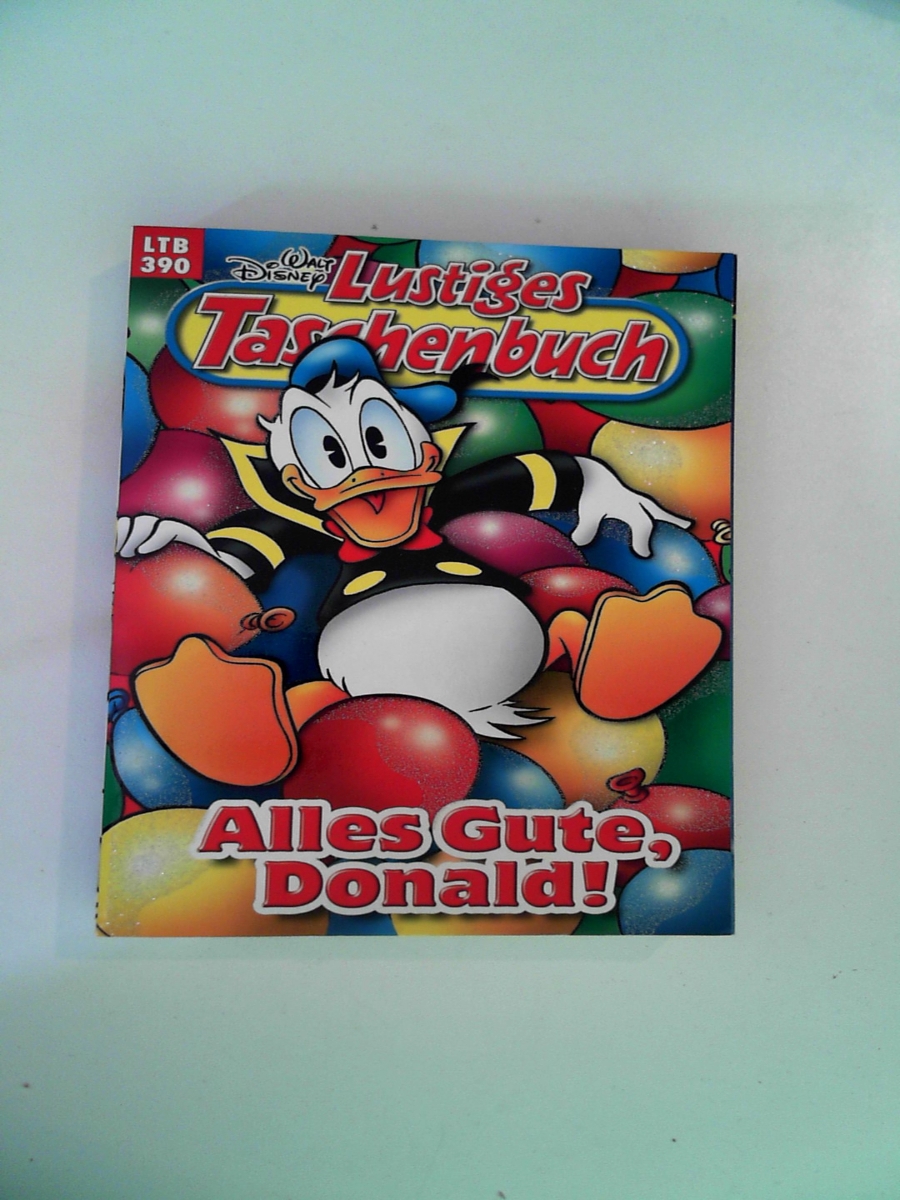 LTB
390
Walt Disney
Lustiges
Taschenbuch
Alles Gute,
Donald!